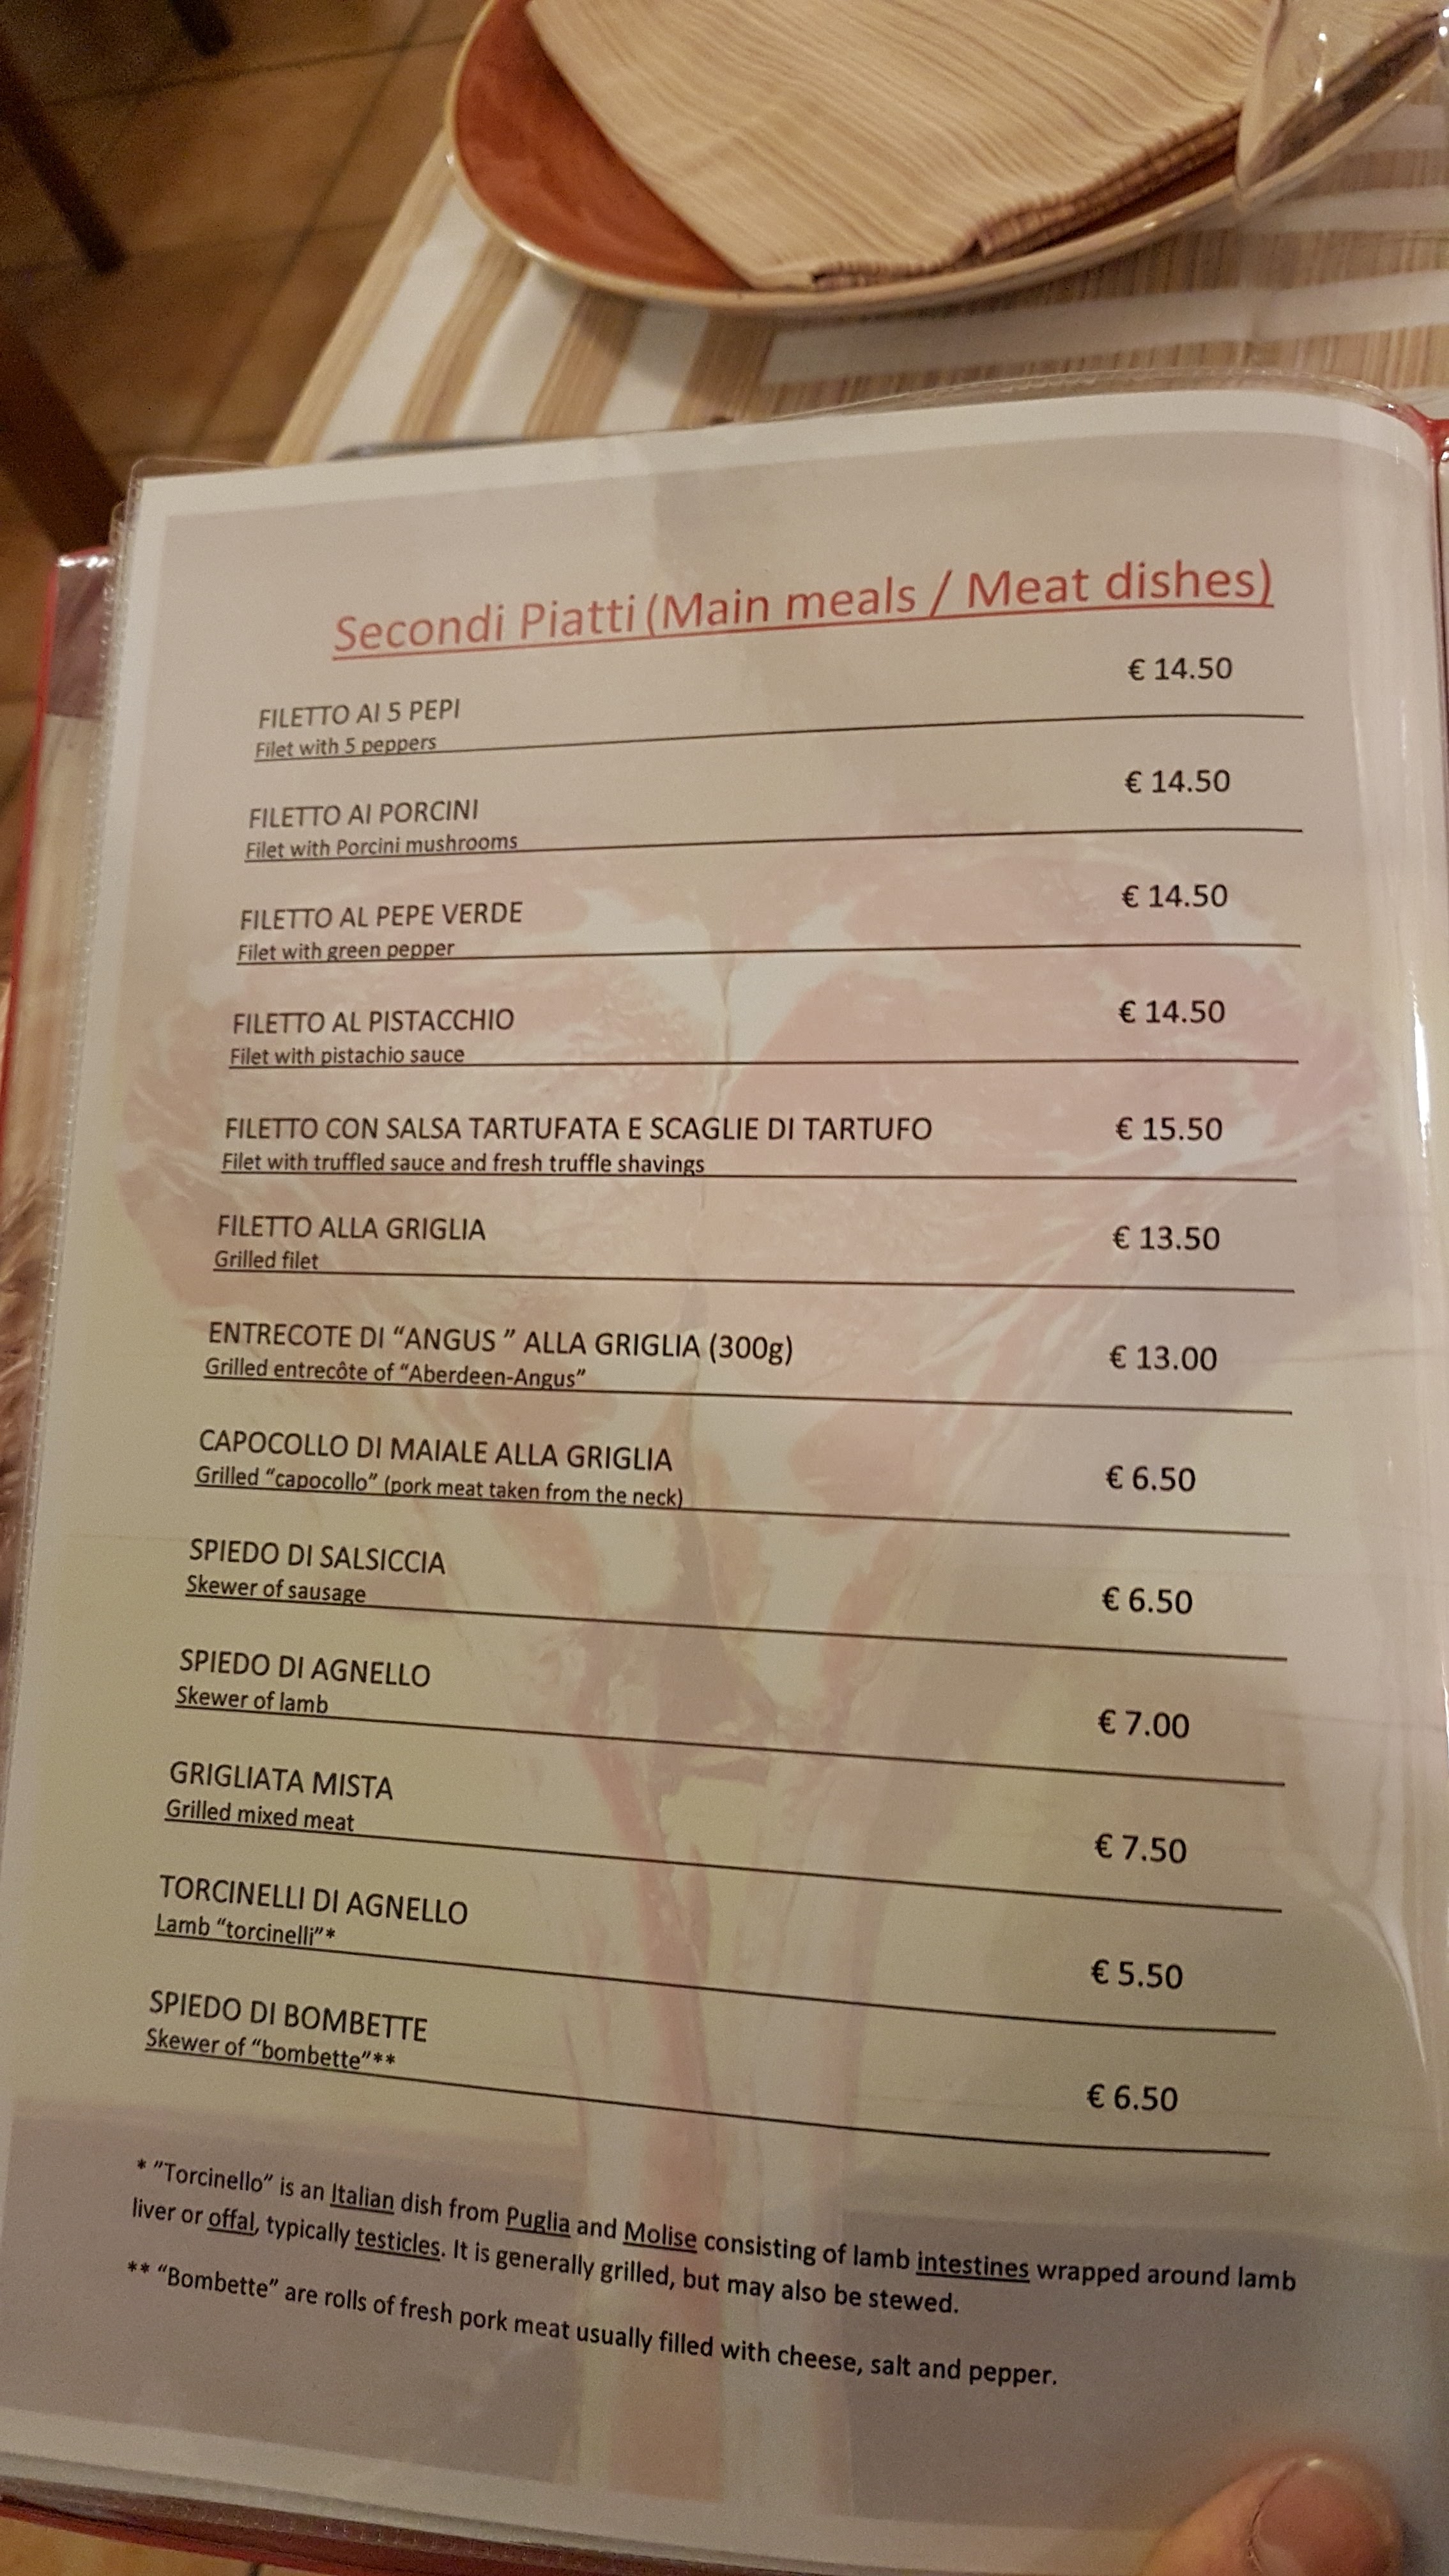 Secondi Piatti (Main meals / Meat dishes)
FILETTO AI 5 PEPI € 14.50
Filet with 5 peppers
FILETTO AI PORCINI € 14.50
Filet with Porcini mushrooms
FILETTO AL PEPE VERDE € 14.50
Filet with green pepper
FILETTO AL PISTACCHIO € 14.50
Filet with pistachio sauce
FILETTO CON SALSA TARTUFATA E SCAGLIE DI TARTUFO € 15.50
Filet with truffled sauce and fresh truffle shavings
FILETTO ALLA GRIGLIA € 13.50
Grilled filet
ENTRECOTE DI “ANGUS ” ALLA GRIGLIA (300g) € 13.00
Grilled entrecôte of “Aberdeen-Angus”
CAPOCOLLO DI MAIALE ALLA GRIGLIA € 6.50
Grilled “capocollo” (pork meat taken from the neck)
SPIEDO DI SALSICCIA € 6.50
Skewer of sausage
SPIEDO DI AGNELLO € 7.00
Skewer of lamb
GRIGLIATA MISTA € 7.50
Grilled mixed meat
TORCINELLI DI AGNELLO € 5.50
Lamb “torcinelli”*
SPIEDO DI BOMBETTE € 6.50
Skewer of “bombette”**
* “Torcinello” is an Italian dish from Puglia and Molise consisting of lamb intestines wrapped around lamb
liver or offal, typically testicles. It is generally grilled, but may also be stewed.
** “Bombette” are rolls of fresh pork meat usually filled with cheese, salt and pepper.